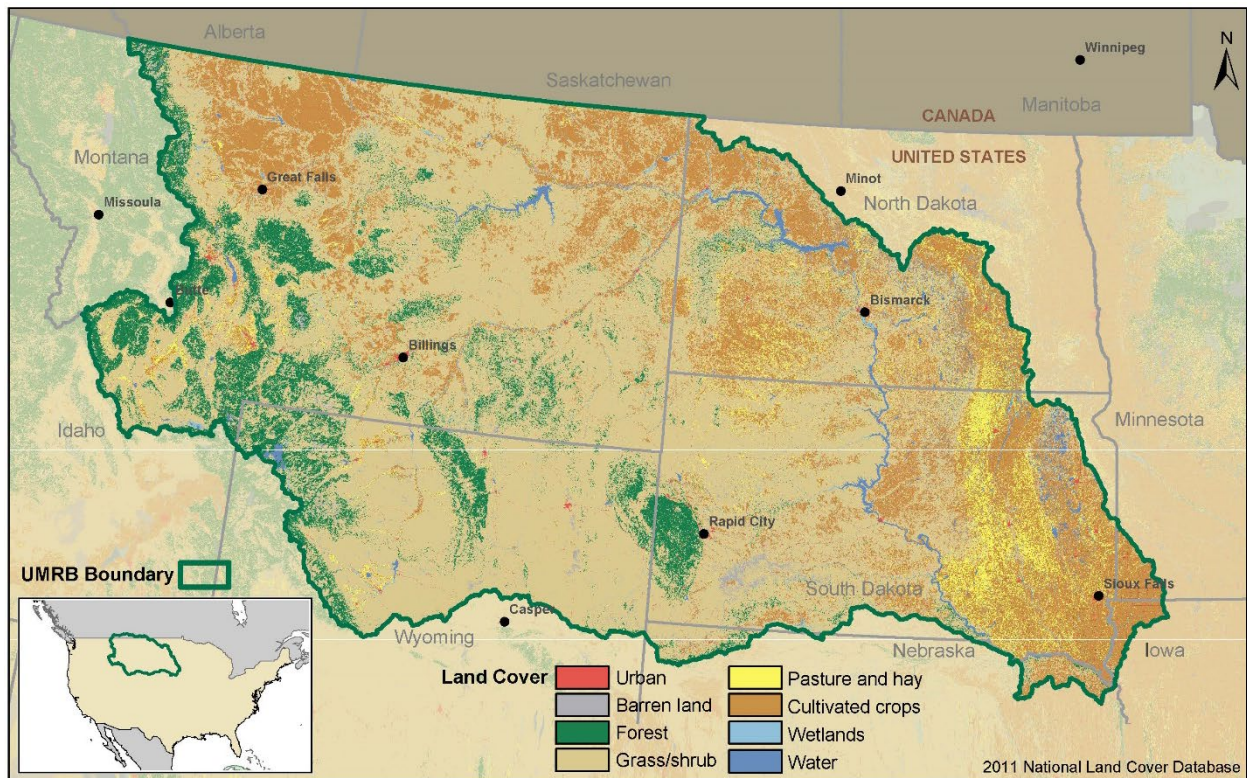 Alberta
Saskatchewan
Winnipeg
N
Manitoba
CANADA
UNITED STATES
Montana
Great Falls
Missoula
Minot
North Dakota
Butte
Bismarck
Billings
Idaho
Minnesota
Rapid City
UMRB Boundary
South Dakota
Sioux Falls
Casper
Wyoming
Nebraska
Iowa
Land Cover
Urban
Barren land
Forest
Grass/shrub
Pasture and hay
Cultivated crops
Wetlands
Water
2011 National Land Cover Database